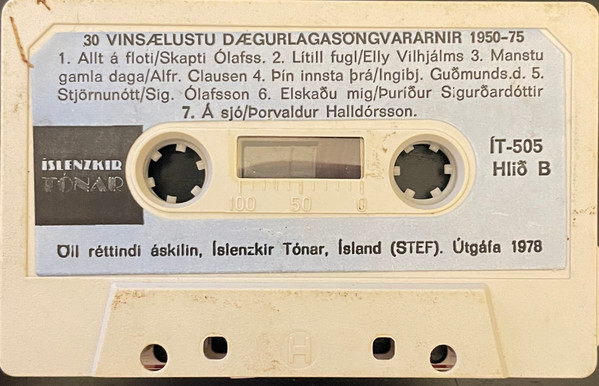 30 VINSÆLUSTU DÆGURLAGASÖNGVARARNIR 1950-75
1. Allt á floti/Skapti Ólafss. 2. Lítill fugl/Elly Vilhjálms 3. Manstu
gamla daga/Alfr. Clausen 4. Þín innsta þrá/Ingibj. Guðmunds.d. 5.
Stjörnunótt/Sig. Ólafsson 6. Elskaðu mig/Þuríður Sigurðardóttir
7. Á sjó/Þorvaldur Halldórsson.
ÍSLENZKIR
TÓNAR
100 50 0
ÍT-505
Hlið B
Öll réttindi áskilin, Íslenzkir Tónar, Ísland (STEF). Útgáfa 1978
H